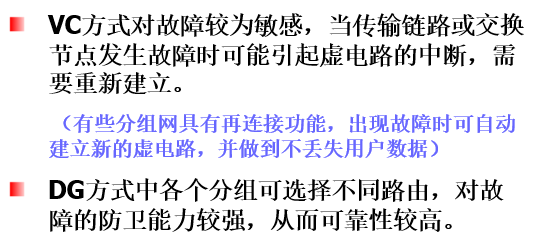 VC方式对故障较为敏感，当传输链路或交换
节点发生故障时可能引起虚电路的中断，需
要重新建立。
（有些分组网具有再连接功能，出现故障时可自动
建立新的虚电路，并做到不丢失用户数据）
DG方式中各个分组可选择不同路由，对故
障的防卫能力较强，从而可靠性较高。